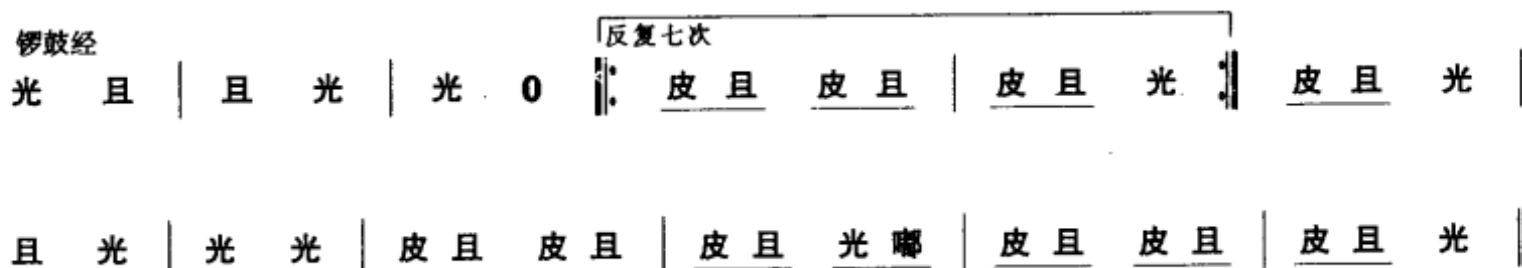 锣鼓经
反复七次
光 且 | 且 光 | 光 0 ‖: 皮 且 皮 且 | 皮 且 光 :‖ 皮 且 光 |
且 光 | 光 光 | 皮 且 皮 且 | 皮 且 光 嘟 | 皮 且 皮 且 | 皮 且 光 |